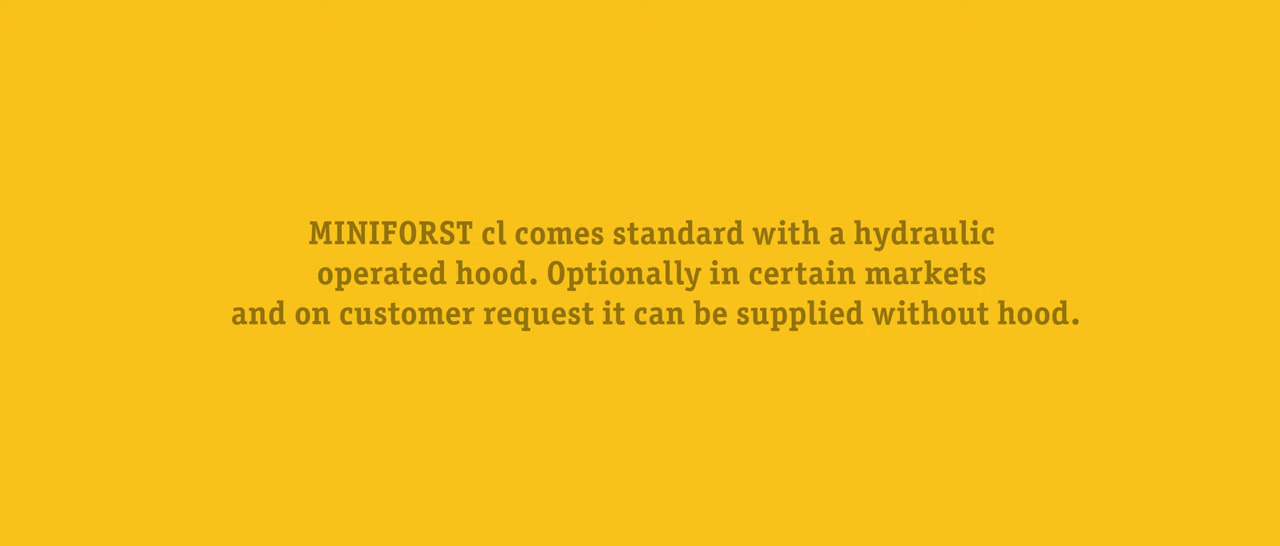 MINIFORST cl comes standard with a hydraulic
operated hood. Optionally in certain markets
and on customer request it can be supplied without hood.